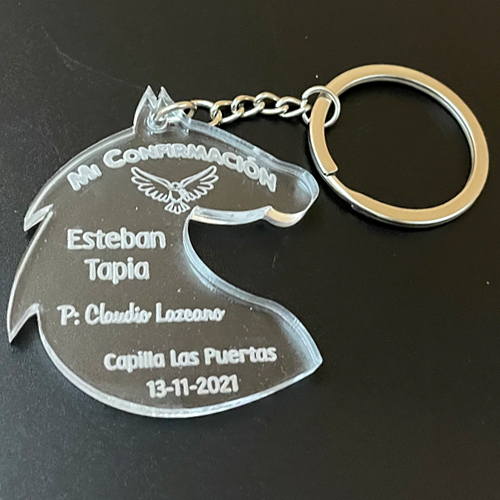 Mi Confirmación
Esteban
Tapia
P: Claudio Lazcano
Capilla Las Puertas
13-11-2021